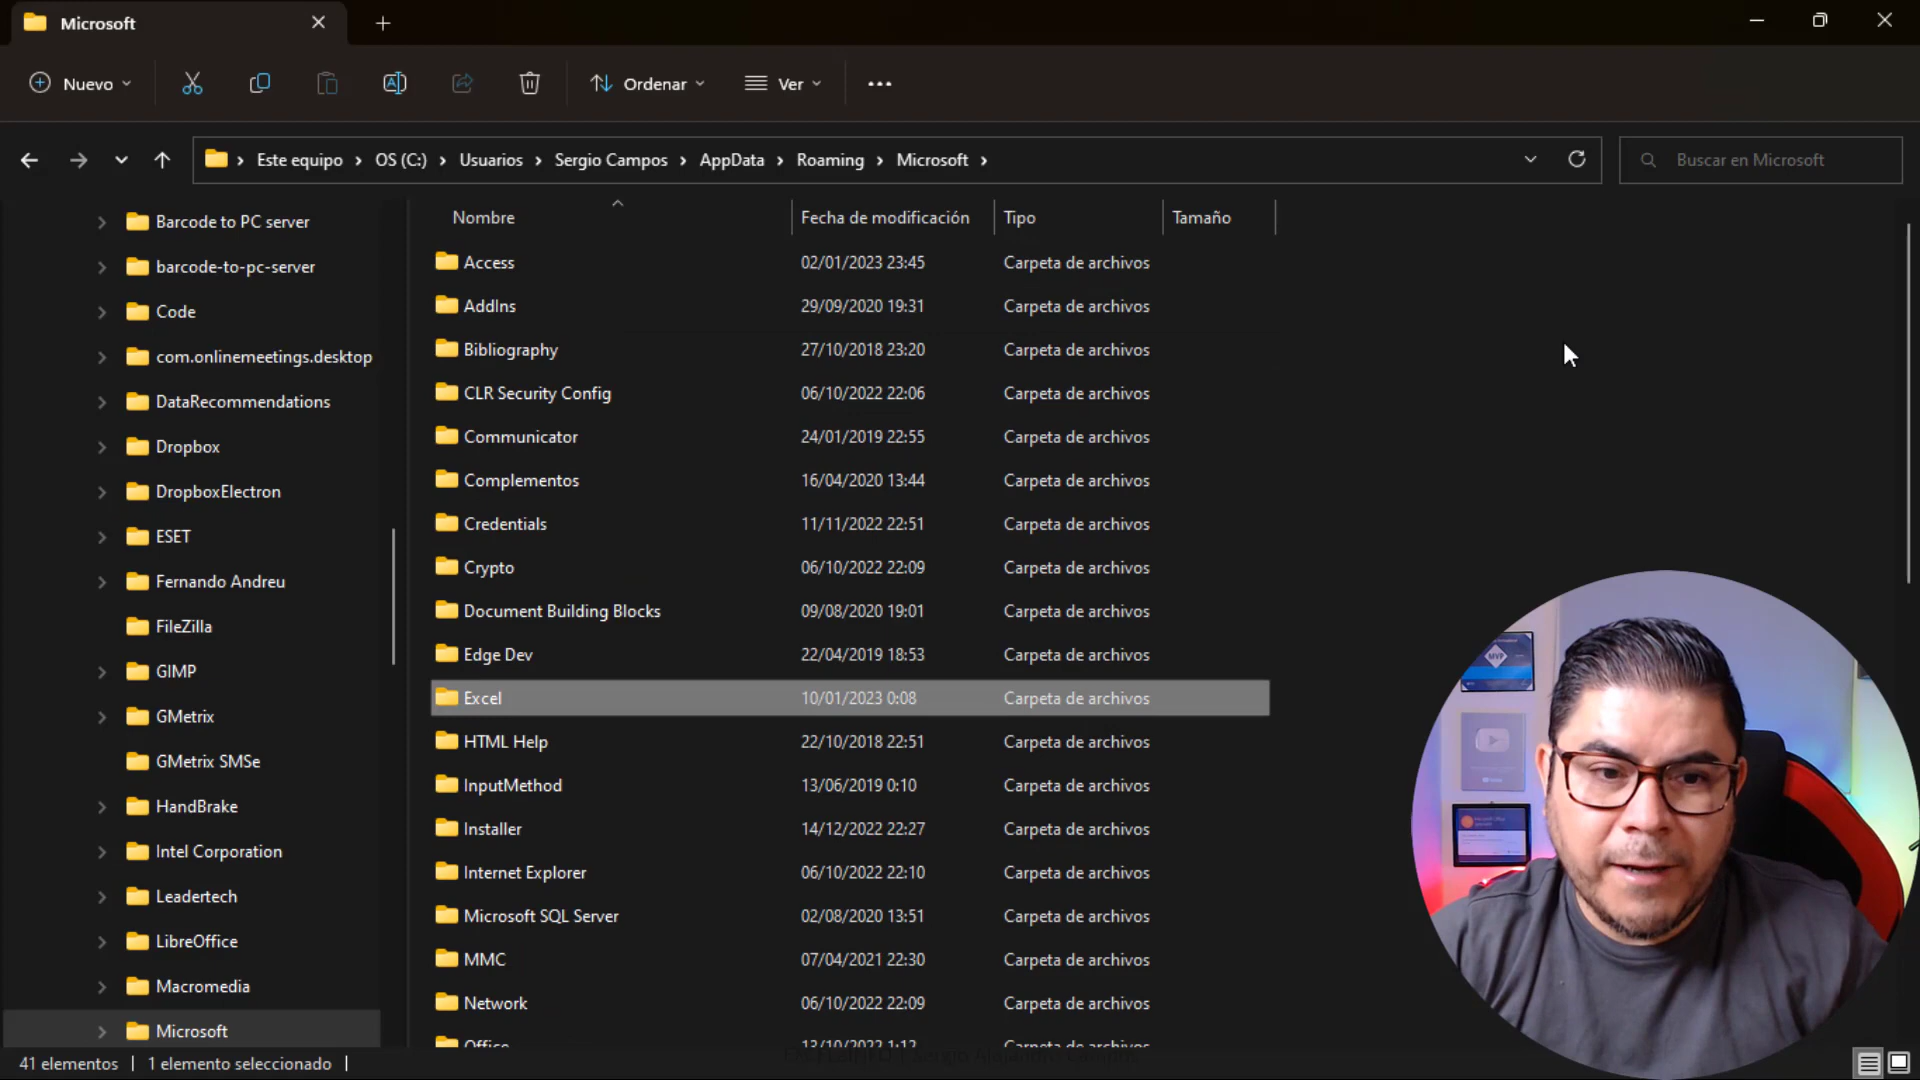 Microsoft
Nuevo
Ordenar
Ver
Este equipo
OS (C:)
Usuarios
Sergio Campos
AppData
Roaming
Microsoft
Buscar en Microsoft
Barcode to PC server
barcode-to-pc-server
Code
com.onlinemeetings.desktop
DataRecommendations
Dropbox
DropboxElectron
ESET
Fernando Andreu
FileZilla
GIMP
GMetrix
GMetrix SMSe
HandBrake
Intel Corporation
Leadertech
LibreOffice
Macromedia
Microsoft
Nombre Fecha de modificación Tipo Tamaño
Access 02/01/2023 23:45 Carpeta de archivos
AddIns 29/09/2020 19:31 Carpeta de archivos
Bibliography 27/10/2018 23:20 Carpeta de archivos
CLR Security Config 06/10/2022 22:06 Carpeta de archivos
Communicator 24/01/2019 22:55 Carpeta de archivos
Complementos 16/04/2020 13:44 Carpeta de archivos
Credentials 11/11/2022 22:51 Carpeta de archivos
Crypto 06/10/2022 22:09 Carpeta de archivos
Document Building Blocks 09/08/2020 19:01 Carpeta de archivos
Edge Dev 22/04/2019 18:53 Carpeta de archivos
Excel 10/01/2023 0:08 Carpeta de archivos
HTML Help 22/10/2018 22:51 Carpeta de archivos
InputMethod 13/06/2019 0:10 Carpeta de archivos
Installer 14/12/2022 22:27 Carpeta de archivos
Internet Explorer 06/10/2022 22:10 Carpeta de archivos
Microsoft SQL Server 02/08/2020 13:51 Carpeta de archivos
MMC 07/04/2021 22:30 Carpeta de archivos
Network 06/10/2022 22:09 Carpeta de archivos
Office 13/10/2022 1:12 Carpeta de archivos
41 elementos 1 elemento seleccionado
MVP